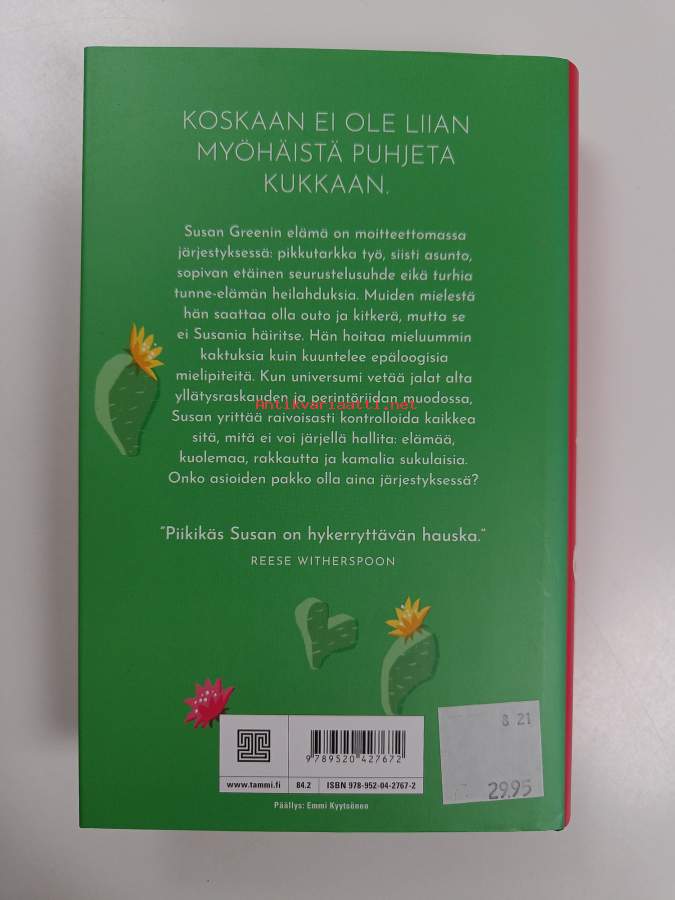 KOSKAAN EI OLE LIIAN
MYÖHÄISTÄ PUHJETA
KUKKAAN.
Susan Greenin elämä on moitteettomassa
järjestyksessä: pikkutarkka työ, siisti asunto,
sopivan etäinen seurustelusuhde eikä turhia
tunne-elämän heilahduksia. Muiden mielestä
hän saattaa olla outo ja kitkerä, mutta se
ei Susania häiritse. Hän hoitaa mieluummin
kaktuksia kuin kuuntelee epäloogisia
mielipiteitä. Kun universumi vetää jalat alta
yllätysraskauden ja perintöriidan muodossa,
Antikvariaatti.net
Susan yrittää raivoisasti kontrolloida kaikkea
sitä, mitä ei voi järjellä hallita: elämää,
kuolemaa, rakkautta ja kamalia sukulaisia.
Onko asioiden pakko olla aina järjestyksessä?
"Piikikäs Susan on hykerryttävän hauska."
REESE WITHERSPOON
8 21
29.95
9 789520 427672
www.tammi.fi
84.2
ISBN 978-952-04-2767-2
Päällys: Emmi Kyytsönen